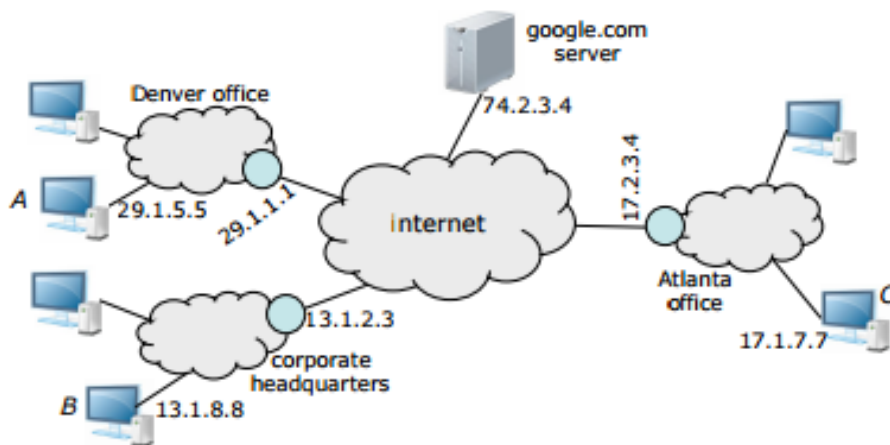 google.com
server
74.2.3.4
Denver office
A
29.1.5.5
29.1.1.1
internet
17.2.3.4
Atlanta
office
C
17.1.7.7
13.1.2.3
corporate
headquarters
B
13.1.8.8